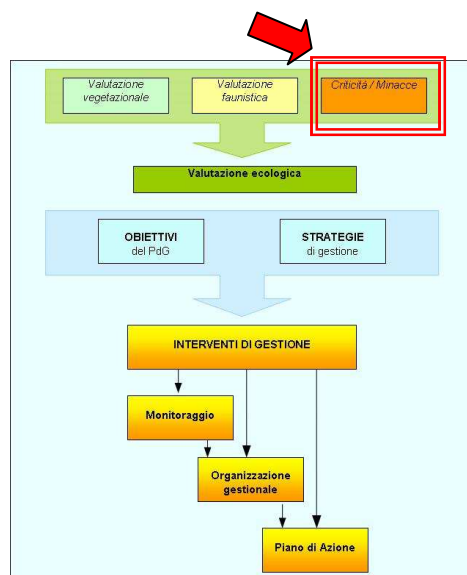 Valutazione
vegetazionale
Valutazione
faunistica
Criticità / Minacce
Valutazione ecologica
OBIETTIVI
del PdG
STRATEGIE
di gestione
INTERVENTI DI GESTIONE
Monitoraggio
Organizzazione
gestionale
Piano di Azione